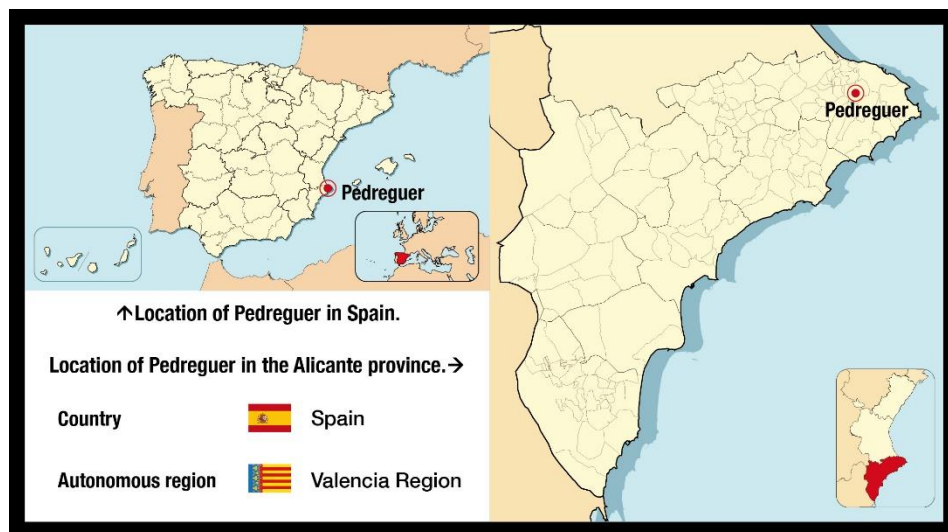 Pedreguer
↑Location of Pedreguer in Spain.
Location of Pedreguer in the Alicante province.→
Country Spain
Autonomous region Valencia Region
Pedreguer